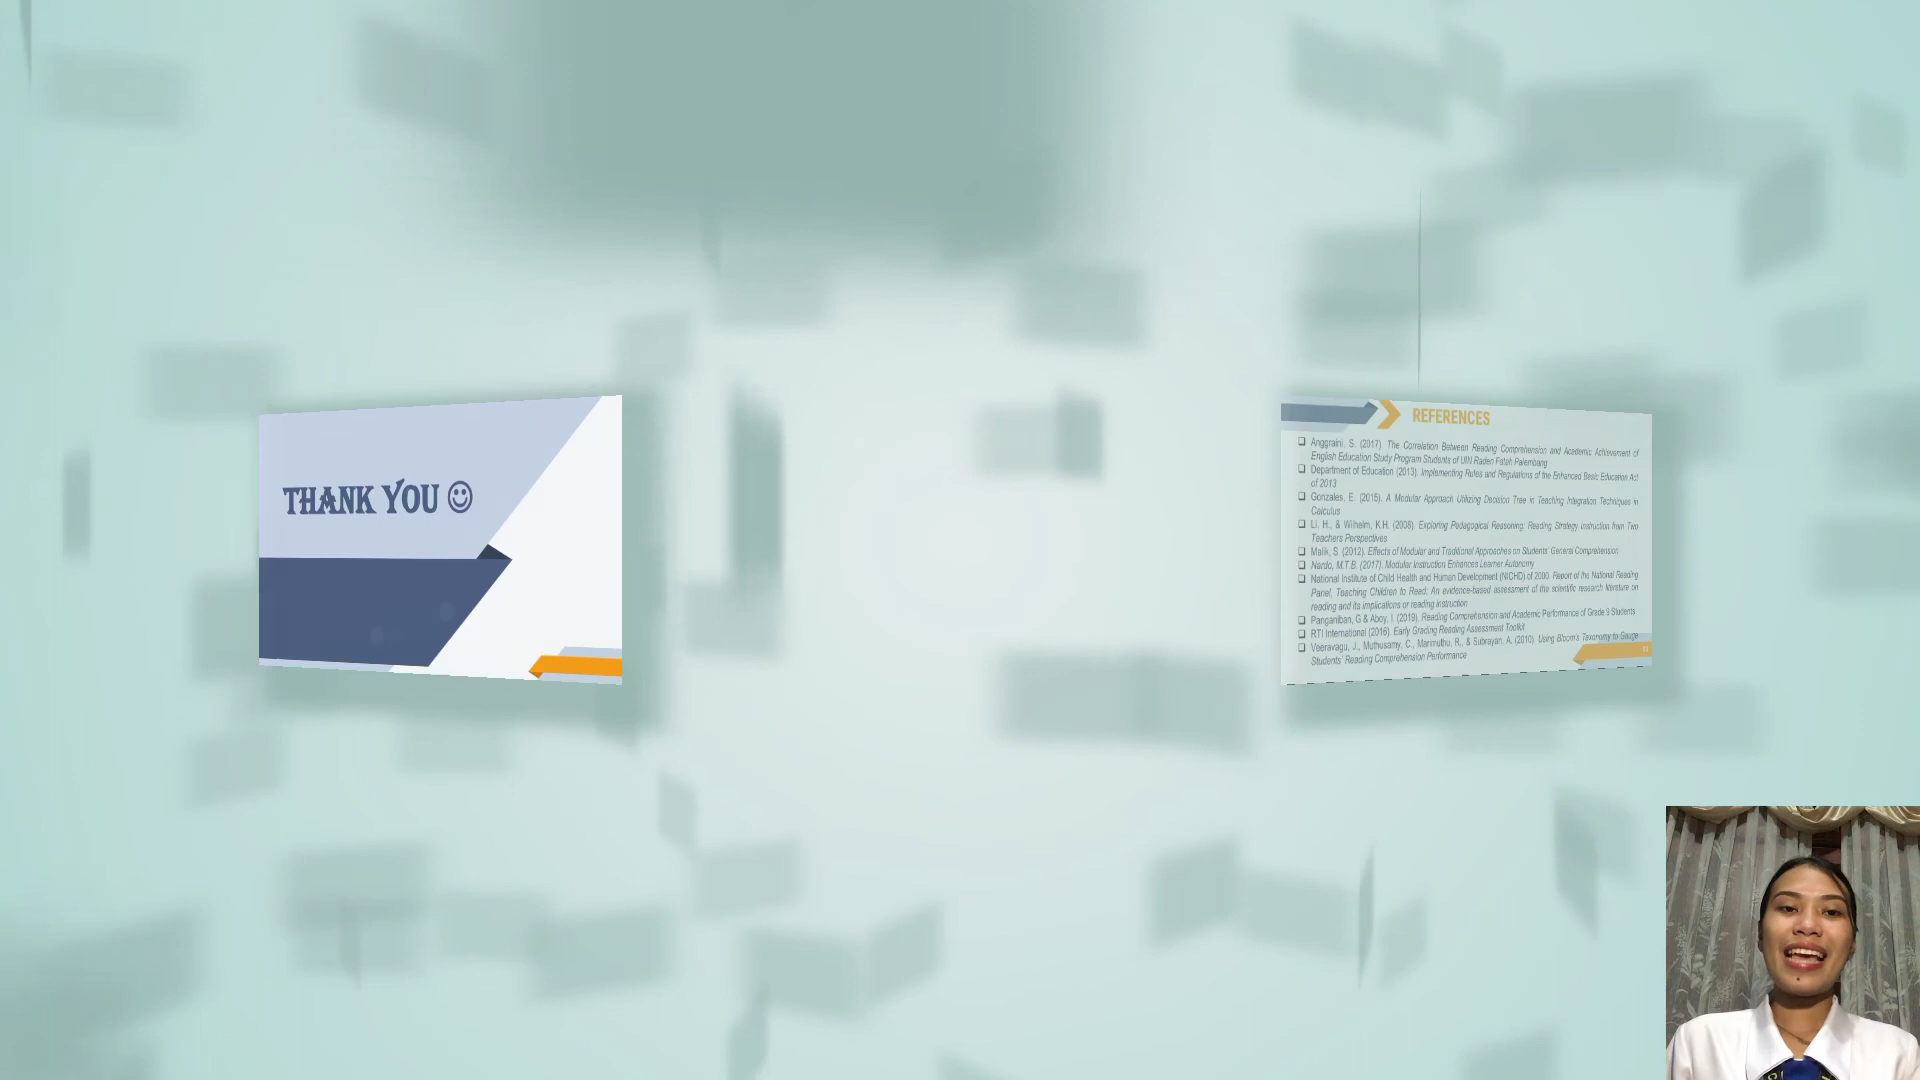 THANK YOU ☺
REFERENCES
❑ Anggraini, S. (2017). The Correlation Between Reading Comprehension and Academic Achievement of
English Education Study Program Students of UIN Raden Fatah Palembang
❑ Department of Education (2013). Implementing Rules and Regulations of the Enhanced Basic Education Act
of 2013
❑ Gonzales, E. (2015). A Modular Approach Utilizing Decision Tree in Teaching Integration Techniques in
Calculus
❑ Li, H., & Wilhelm, K.H. (2008). Exploring Pedagogical Reasoning: Reading Strategy Instruction from Two
Teachers Perspectives
❑ Malik, S. (2012). Effects of Modular and Traditional Approaches on Students' General Comprehension
❑ Nardo, M.T.B. (2017). Modular Instruction Enhances Learner Autonomy
❑ National Institute of Child Health and Human Development (NICHD) of 2000. Report of the National Reading
Panel, Teaching Children to Read: An evidence-based assessment of the scientific research literature on
reading and its implications or reading instruction
❑ Panganiban, G & Aboy, I. (2019). Reading Comprehension and Academic Performance of Grade 9 Students
❑ RTI International (2016). Early Grading Reading Assessment Toolkit
❑ Veeravagu, J., Muthusamy, C., Marimuthu, R., & Subrayan, A. (2010). Using Bloom's Taxonomy to Gauge
Students' Reading Comprehension Performance